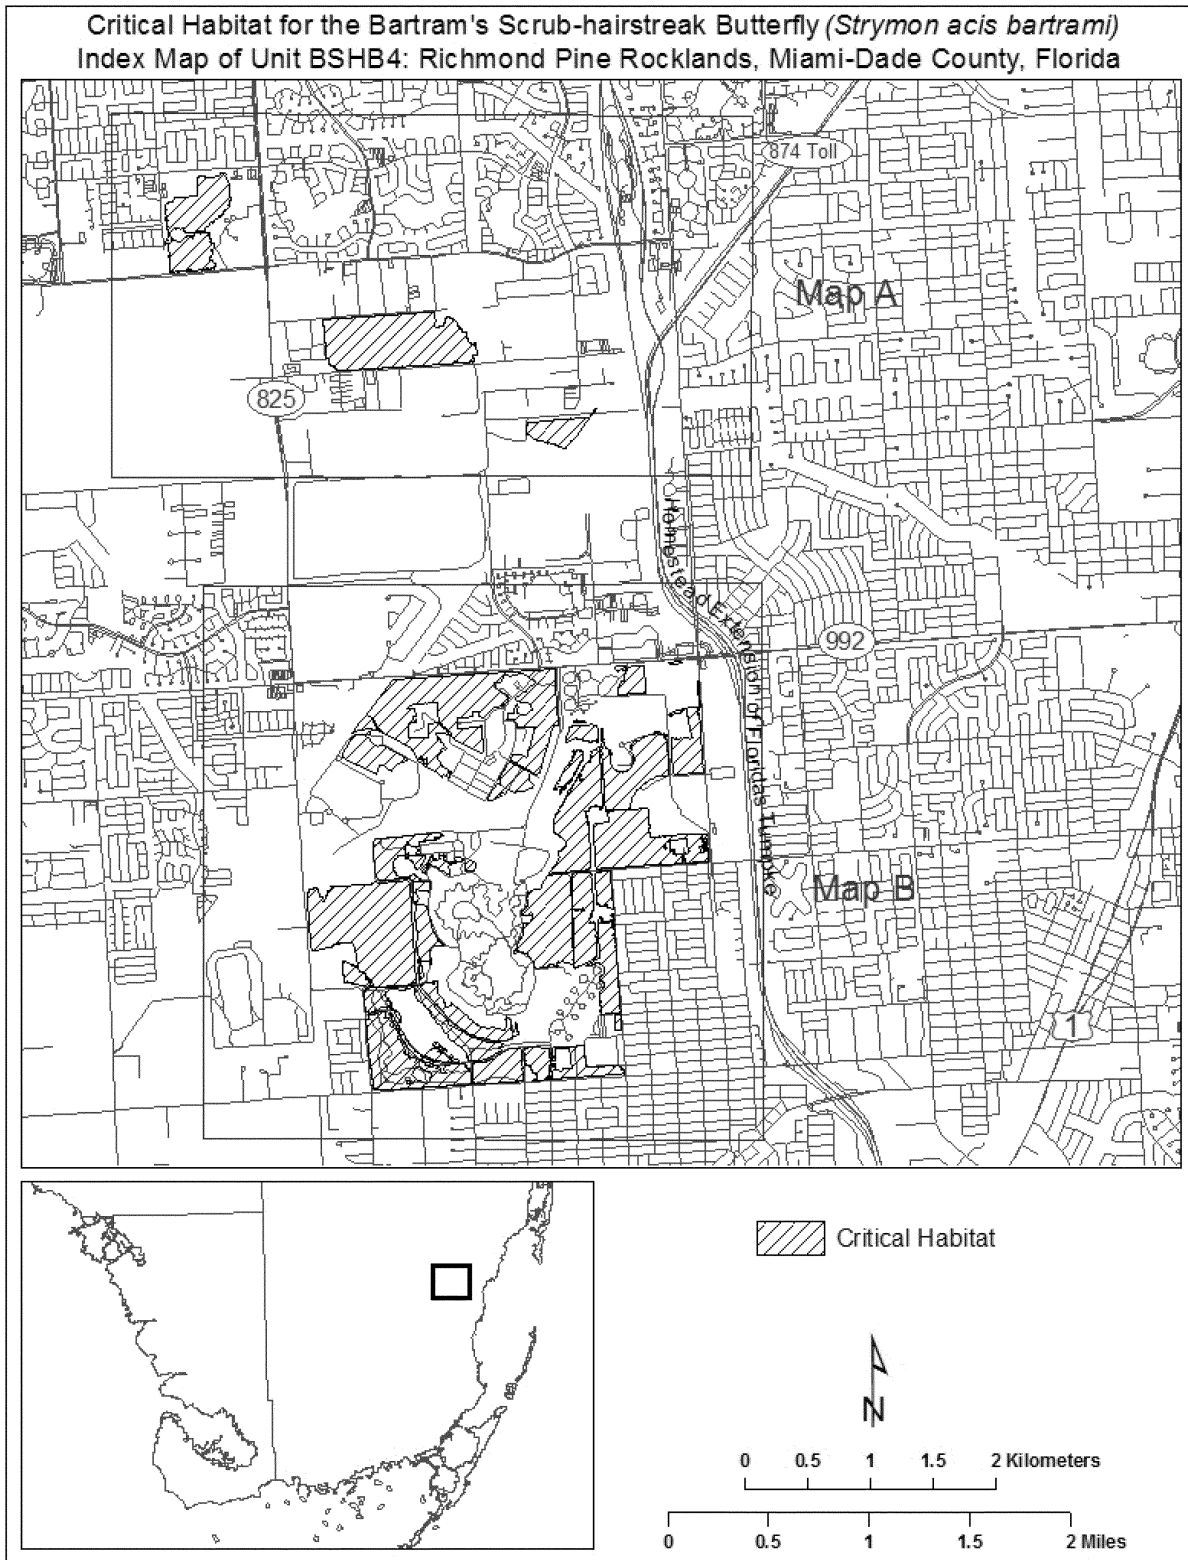 Critical Habitat for the Bartram's Scrub-hairstreak Butterfly (Strymon acis bartrami)
Index Map of Unit BSHB4: Richmond Pine Rocklands, Miami-Dade County, Florida
874 Toll
Map A
825
Homestead Extension of Floridas Turnpike
992
Map B
1
Critical Habitat
N
0 0.5 1 1.5 2 Kilometers
0 0.5 1 1.5 2 Miles